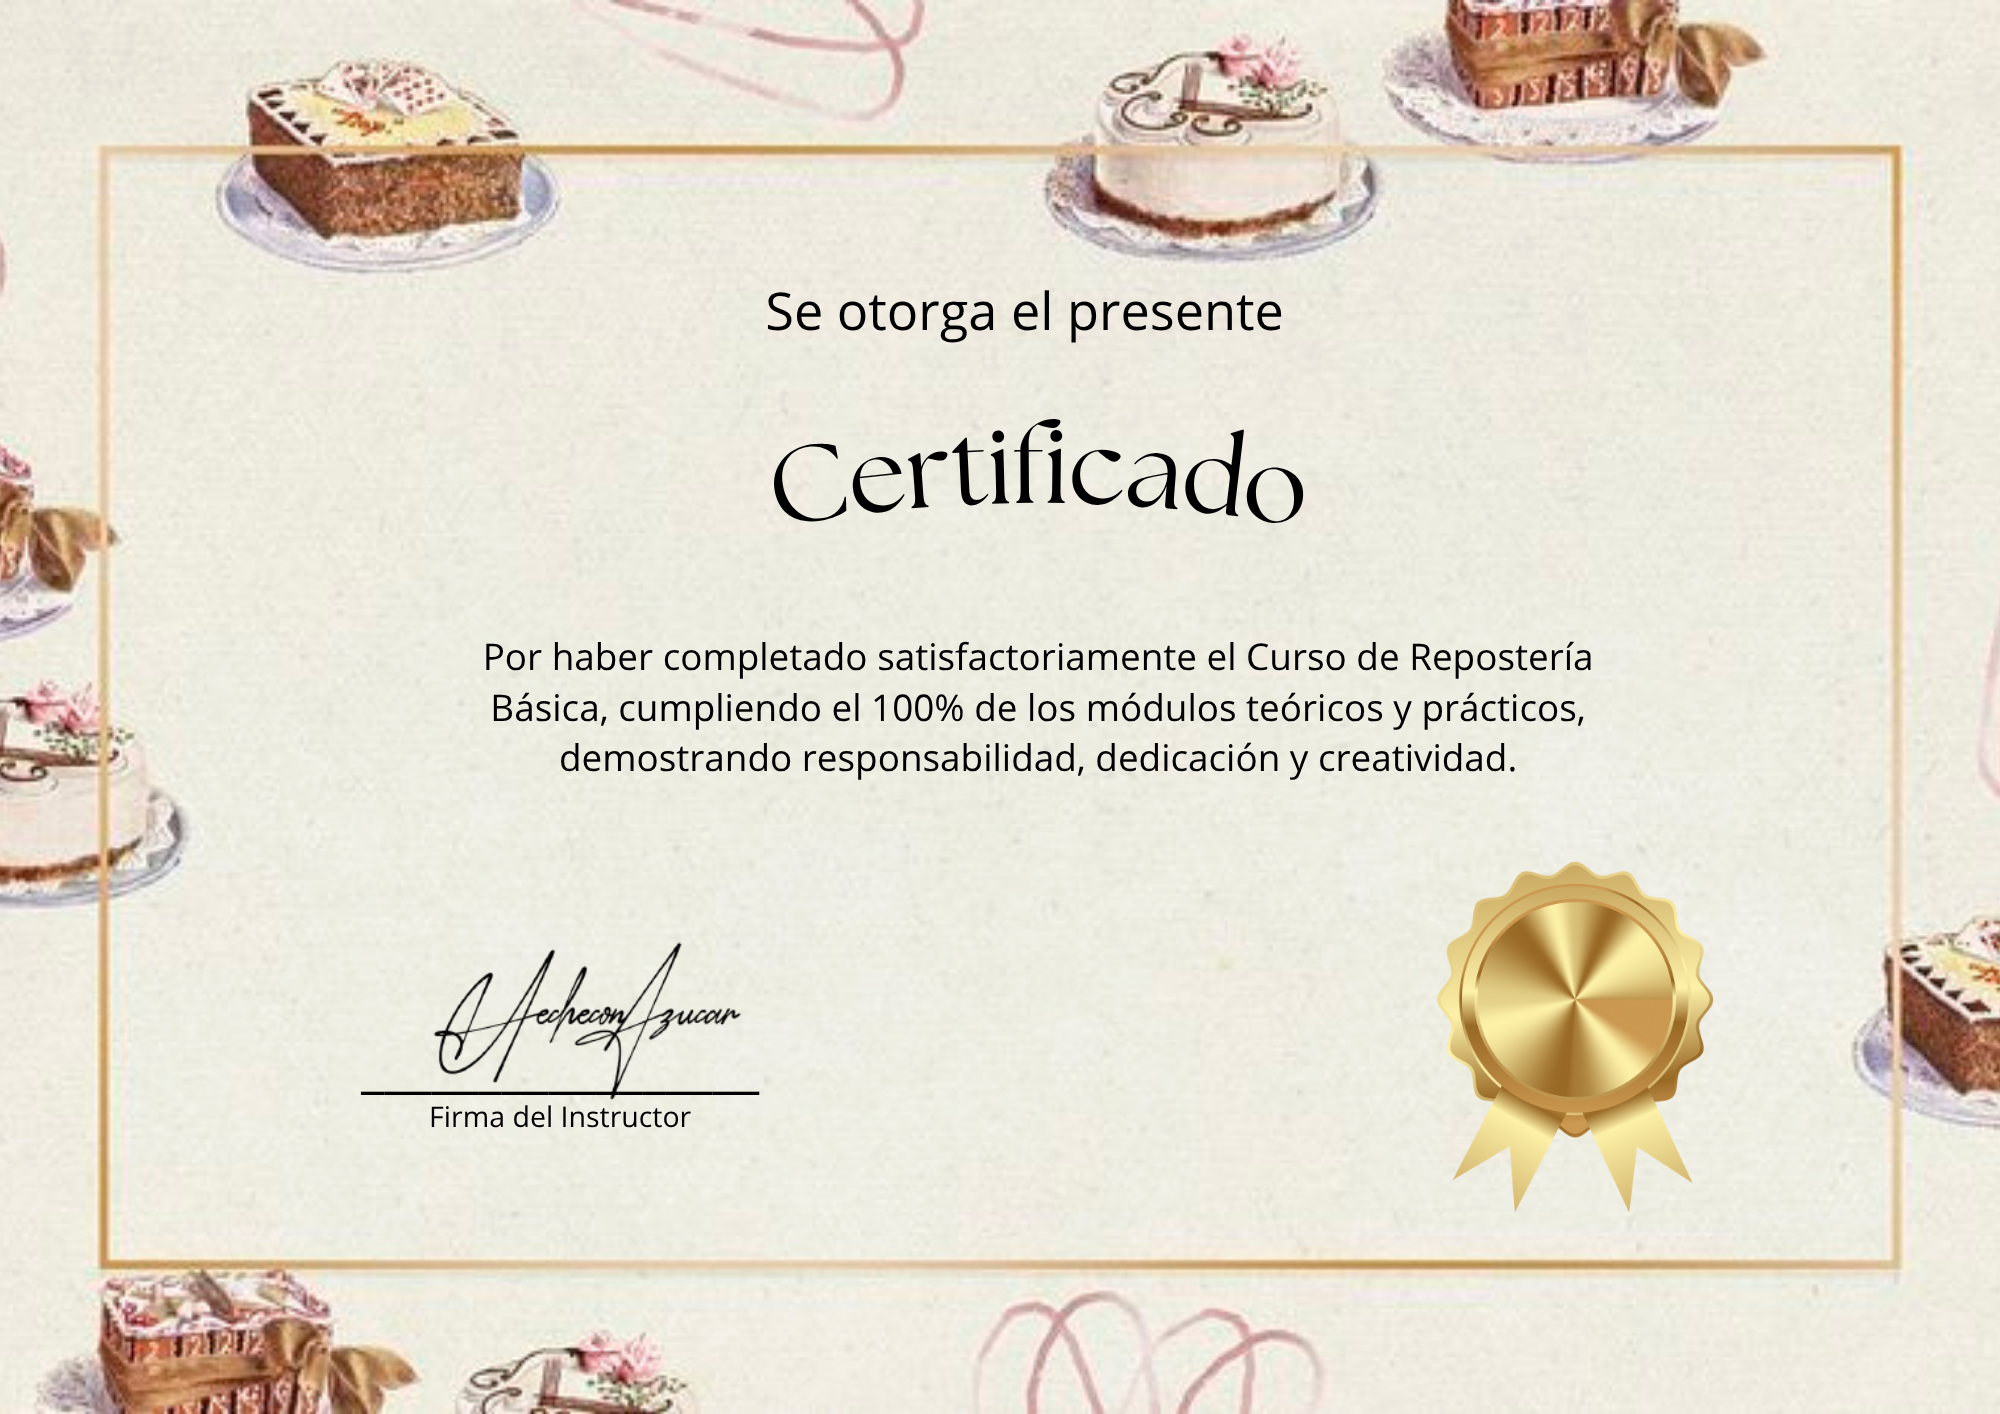 Se otorga el presente
Certificado
Por haber completado satisfactoriamente el Curso de Repostería
Básica, cumpliendo el 100% de los módulos teóricos y prácticos,
demostrando responsabilidad, dedicación y creatividad.
HechoconAzucar
Firma del Instructor